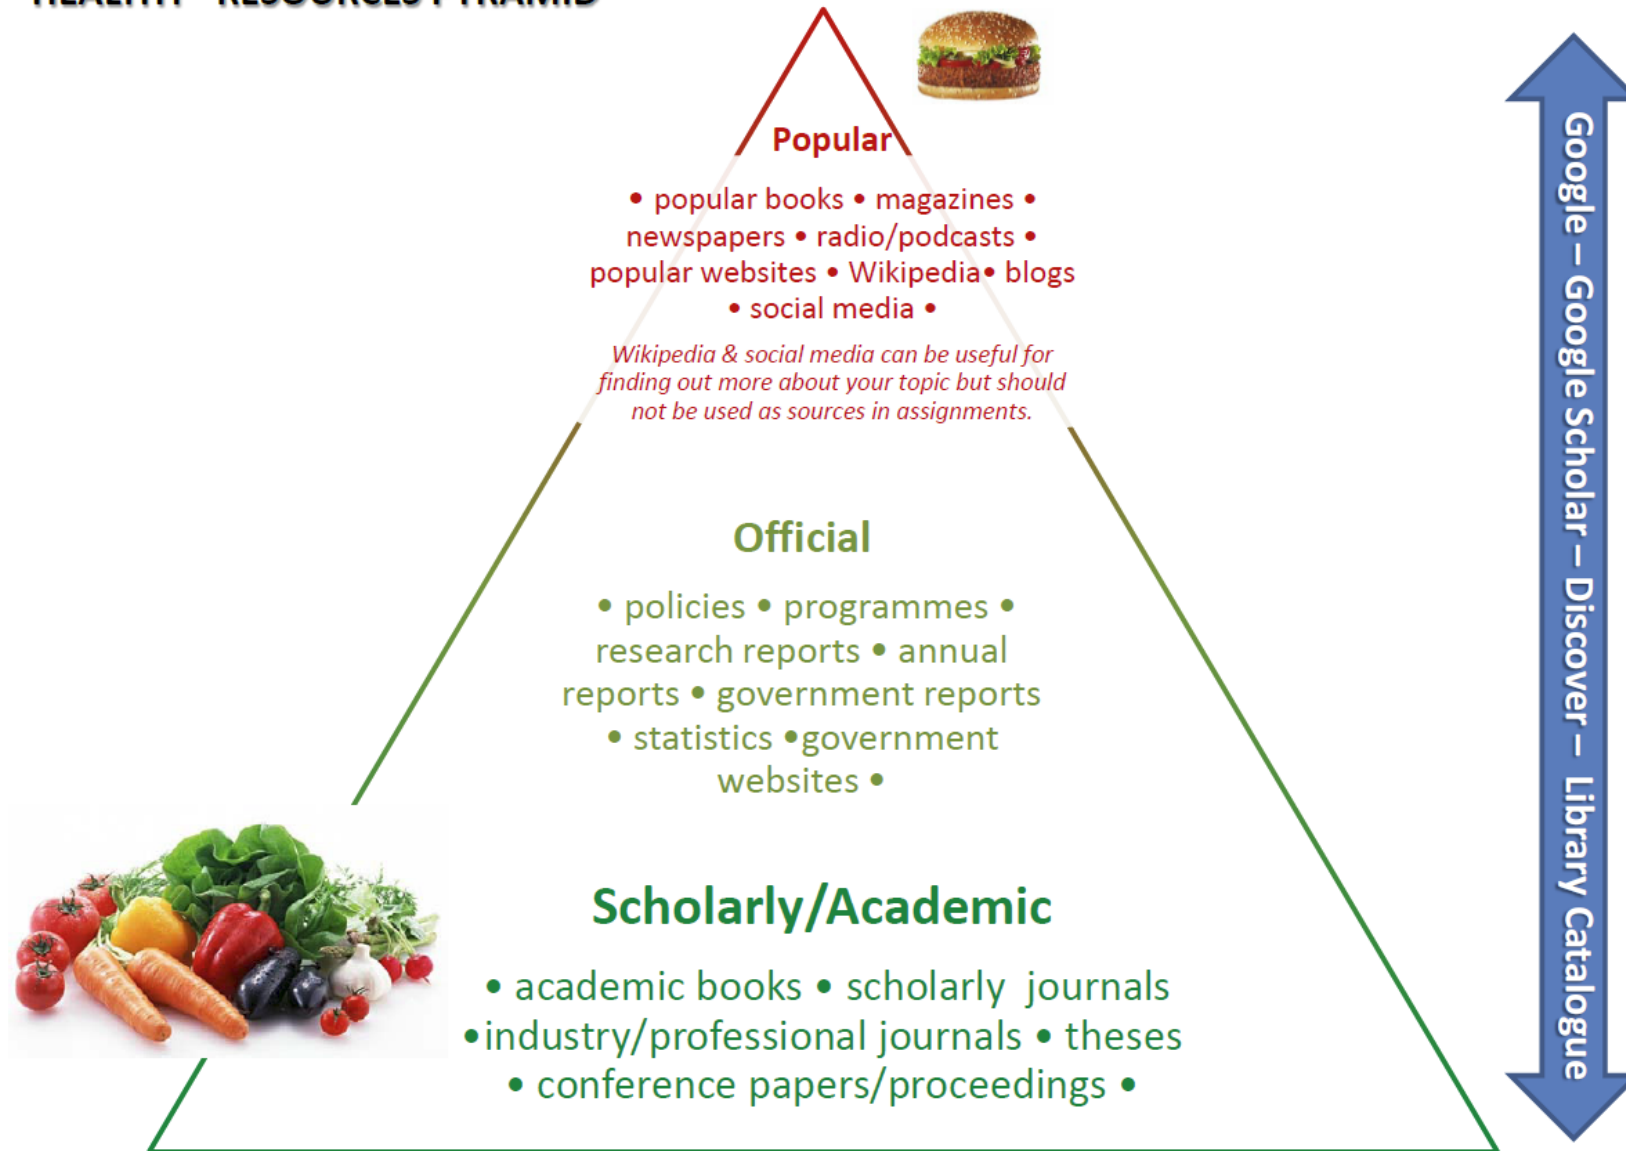 "HEALTHY" RESOURCES PYRAMID
Popular
• popular books • magazines •
newspapers • radio/podcasts •
popular websites • Wikipedia• blogs
• social media •
Wikipedia & social media can be useful for
finding out more about your topic but should
not be used as sources in assignments.
Official
• policies • programmes •
research reports • annual
reports • government reports
• statistics •government
websites •
Scholarly/Academic
• academic books • scholarly journals
•industry/professional journals • theses
• conference papers/proceedings •
Google – Google Scholar – Discover – Library Catalogue